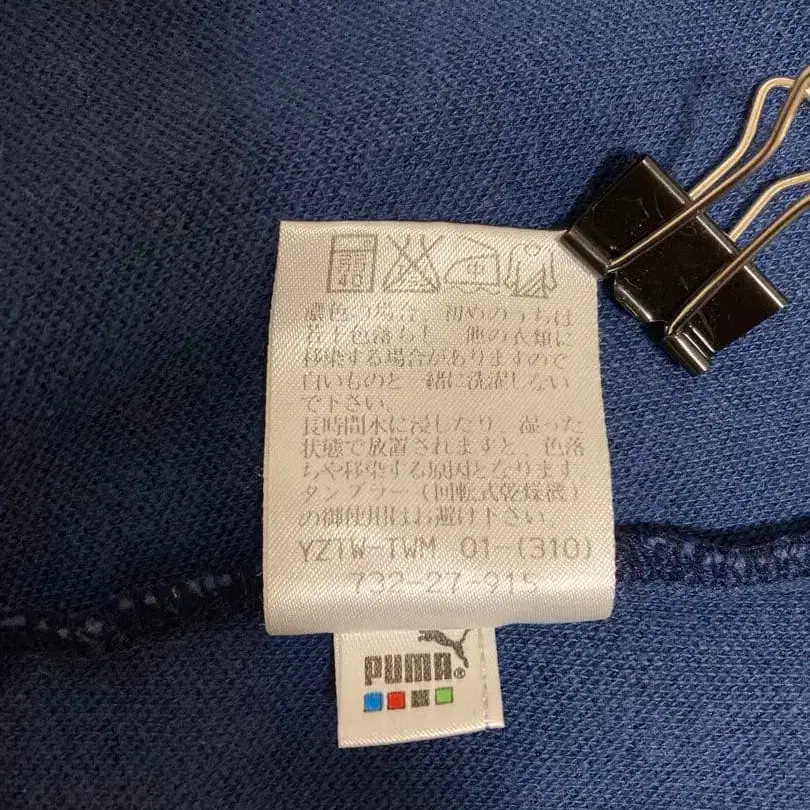 弱
40
中
濃色の場合、初めのうちは
若干色落ちし、他の衣類に
移染する場合がありますので
白いものと一緒に洗濯しない
で下さい。
長時間水に浸したり、湿った
状態で放置されますと、色落
ちや移染する原因となります
タンブラー(回転式乾燥機)
の御使用はお避け下さい。
YZTW-TWM 01-(310)
732-27-915
PUMA®